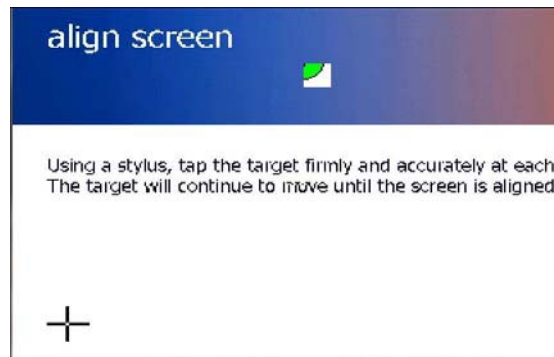 align screen
Using a stylus, tap the target firmly and accurately at each
The target will continue to move until the screen is aligned